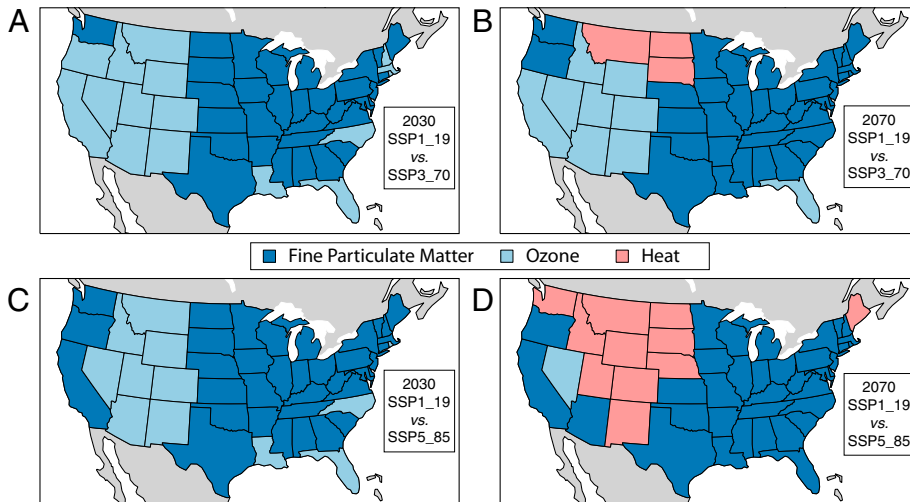 A
2030
SSP1_19
vs.
SSP3_70
B
2070
SSP1_19
vs.
SSP3_70
Fine Particulate Matter
Ozone
Heat
C
2030
SSP1_19
vs.
SSP5_85
D
2070
SSP1_19
vs.
SSP5_85